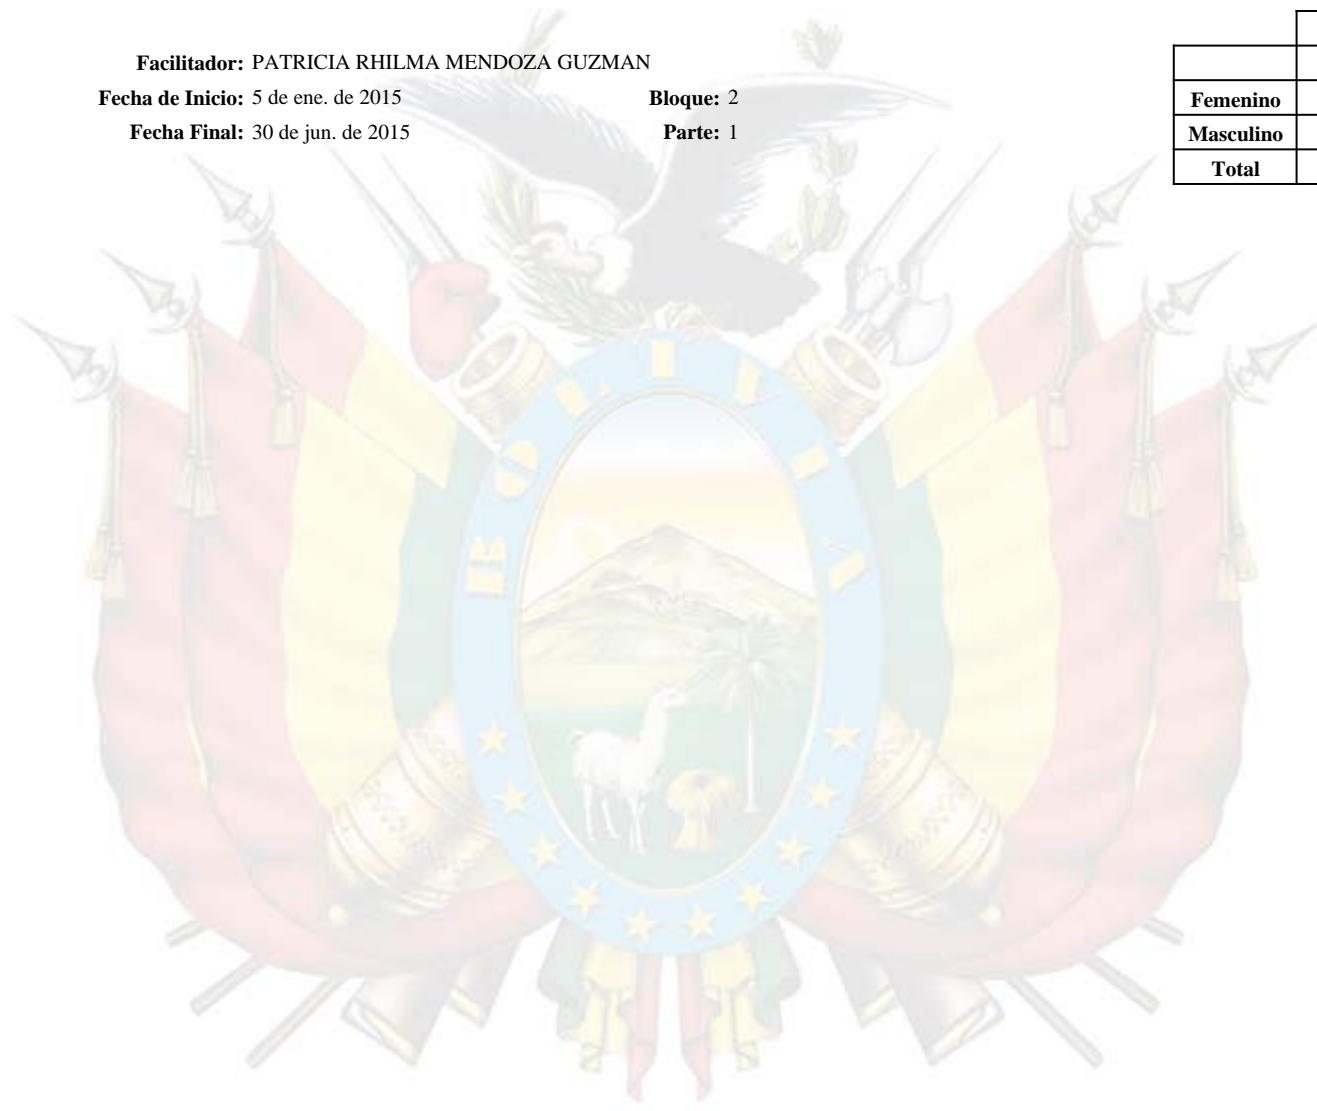 Facilitador: PATRICIA RHILMA MENDOZA GUZMAN
Fecha de Inicio: 5 de ene. de 2015 Bloque: 2
Fecha Final: 30 de jun. de 2015 Parte: 1
Femenino
Masculino
Total
BOLIVIA